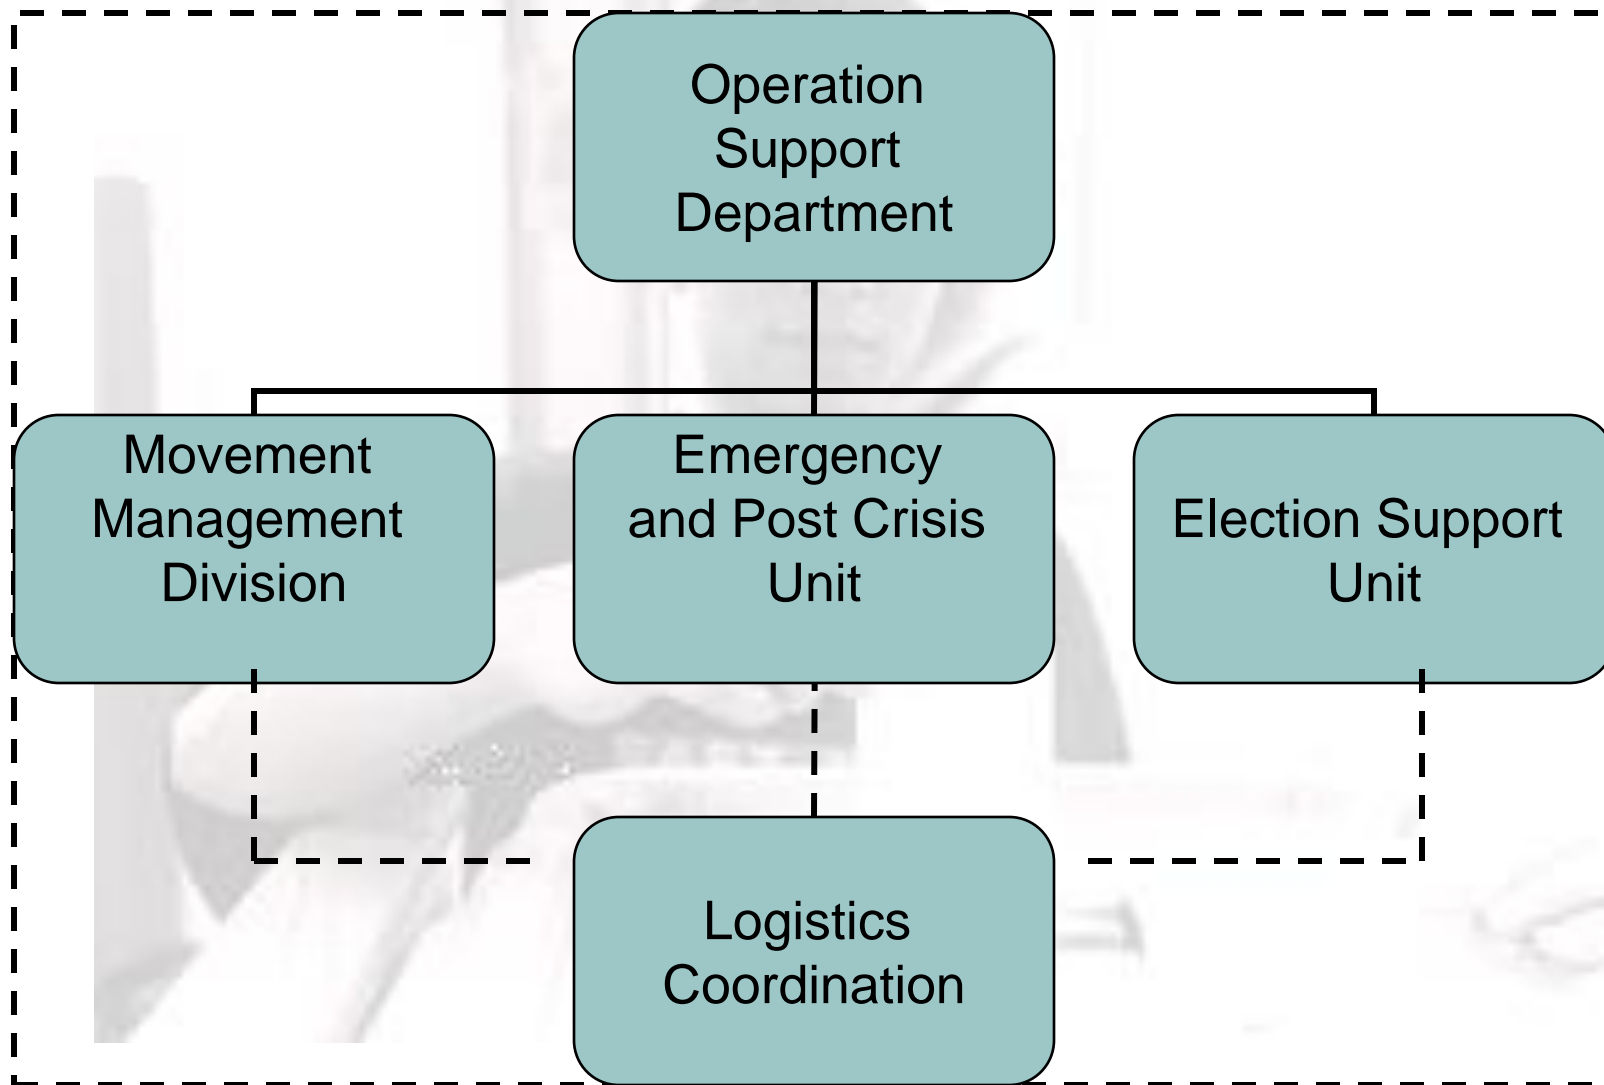 Operation
Support
Department
Movement
Management
Division
Emergency
and Post Crisis
Unit
Election Support
Unit
Logistics
Coordination